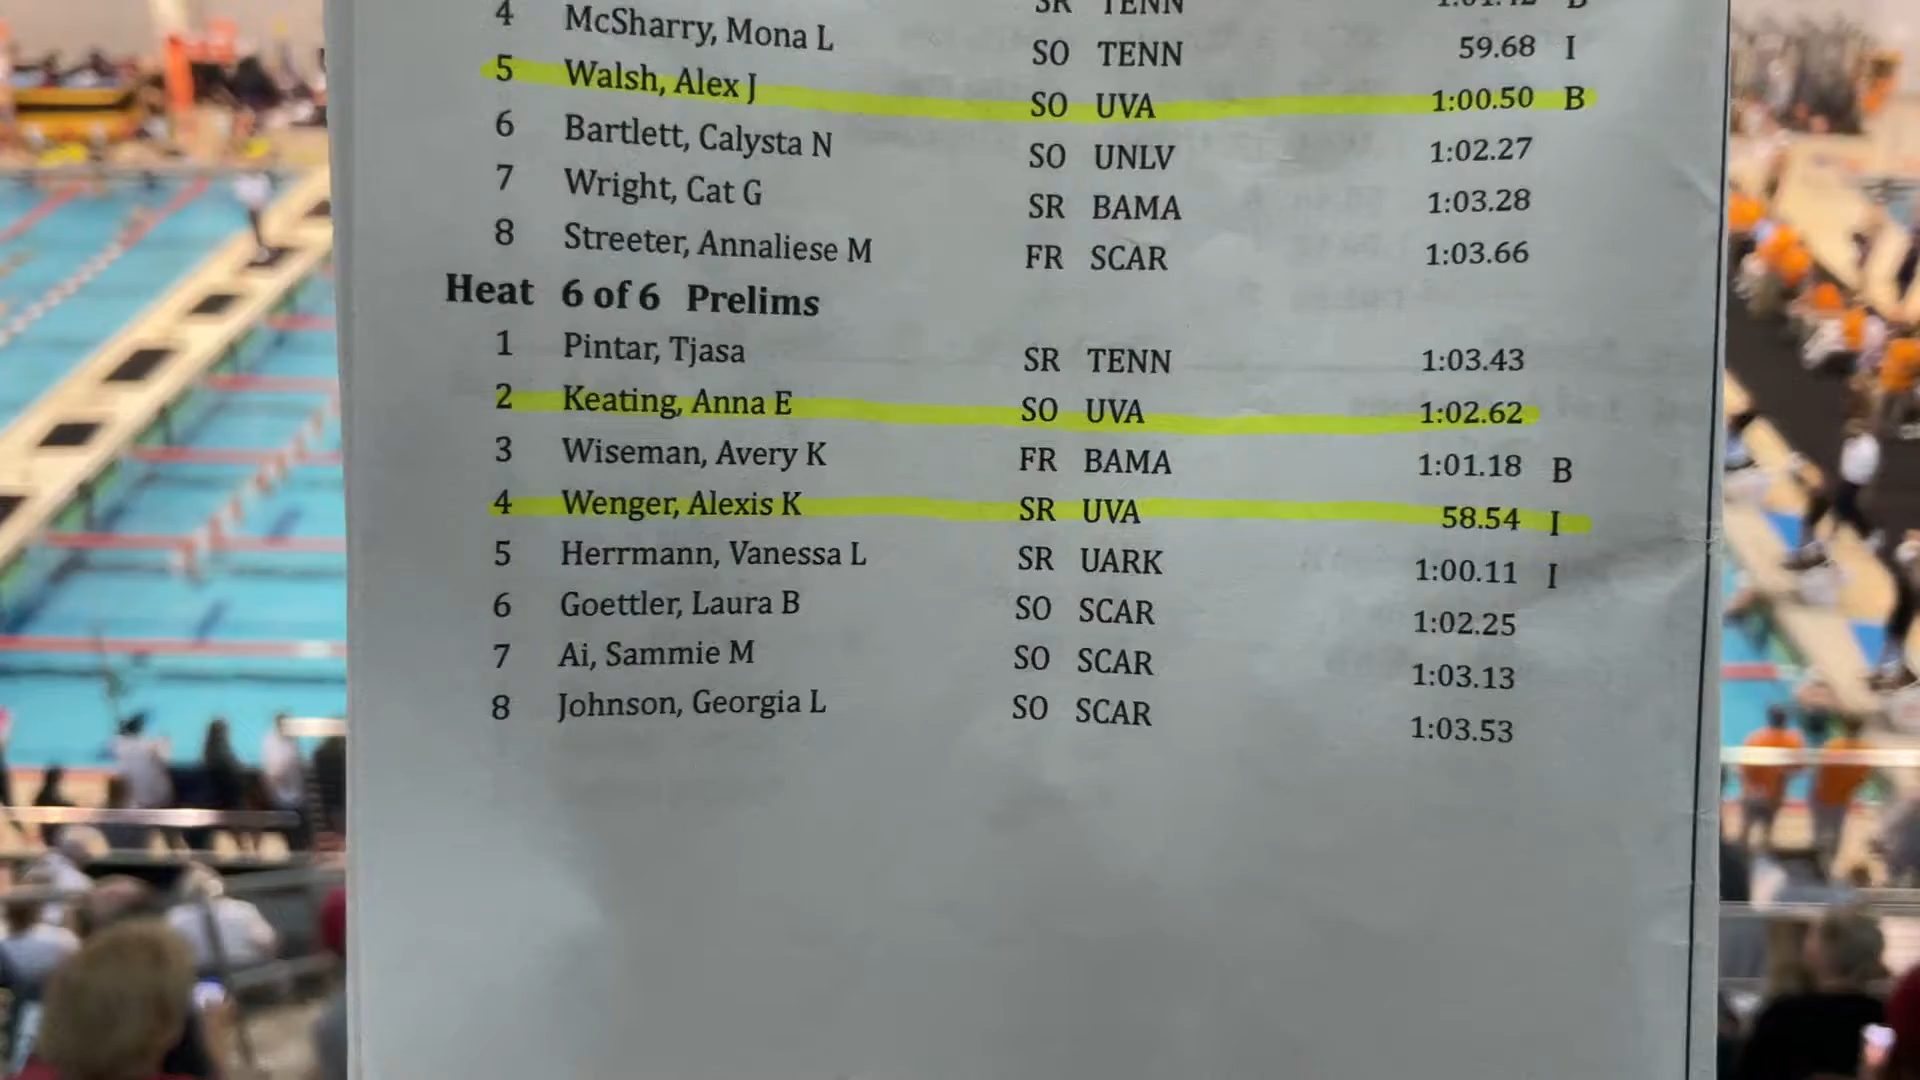 SR TENN 1:01.42 B
4 McSharry, Mona L SO TENN 59.68 I
5 Walsh, Alex J SO UVA 1:00.50 B
6 Bartlett, Calysta N SO UNLV 1:02.27
7 Wright, Cat G SR BAMA 1:03.28
8 Streeter, Annaliese M FR SCAR 1:03.66
Heat 6 of 6 Prelims
1 Pintar, Tjasa SR TENN 1:03.43
2 Keating, Anna E SO UVA 1:02.62
3 Wiseman, Avery K FR BAMA 1:01.18 B
4 Wenger, Alexis K SR UVA 58.54 I
5 Herrmann, Vanessa L SR UARK 1:00.11 I
6 Goettler, Laura B SO SCAR 1:02.25
7 Ai, Sammie M SO SCAR 1:03.13
8 Johnson, Georgia L SO SCAR 1:03.53